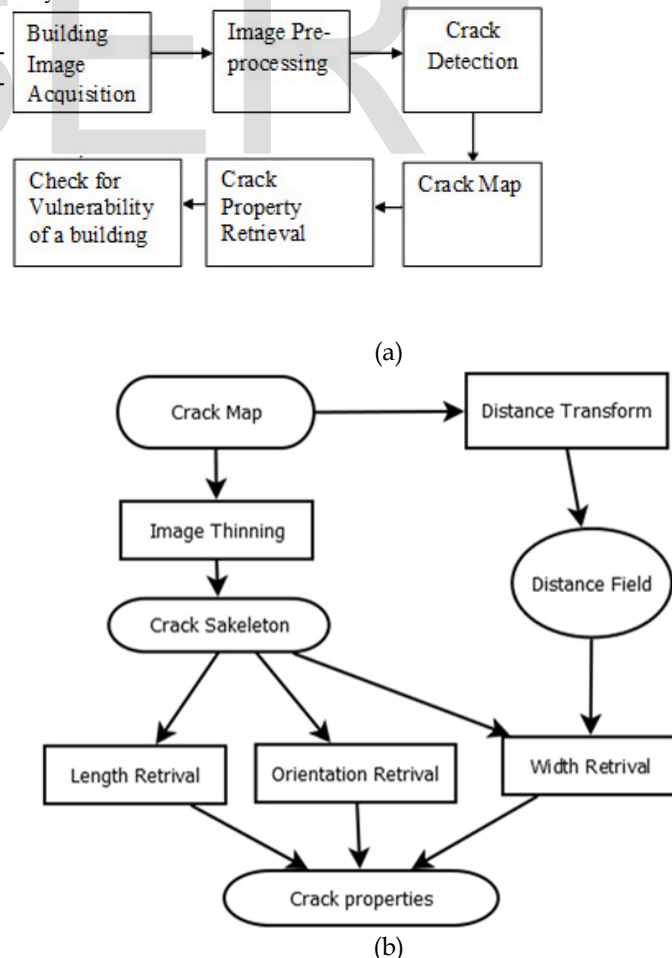 SER
Building
Image
Acquisition
Image Pre-
processing
Crack
Detection
Check for
Vulnerability
of a building
Crack
Property
Retrieval
Crack Map
(a)
Crack Map
Distance Transform
Image Thinning
Distance Field
Crack Sakeleton
Length Retrival
Orientation Retrival
Width Retrival
Crack properties
(b)